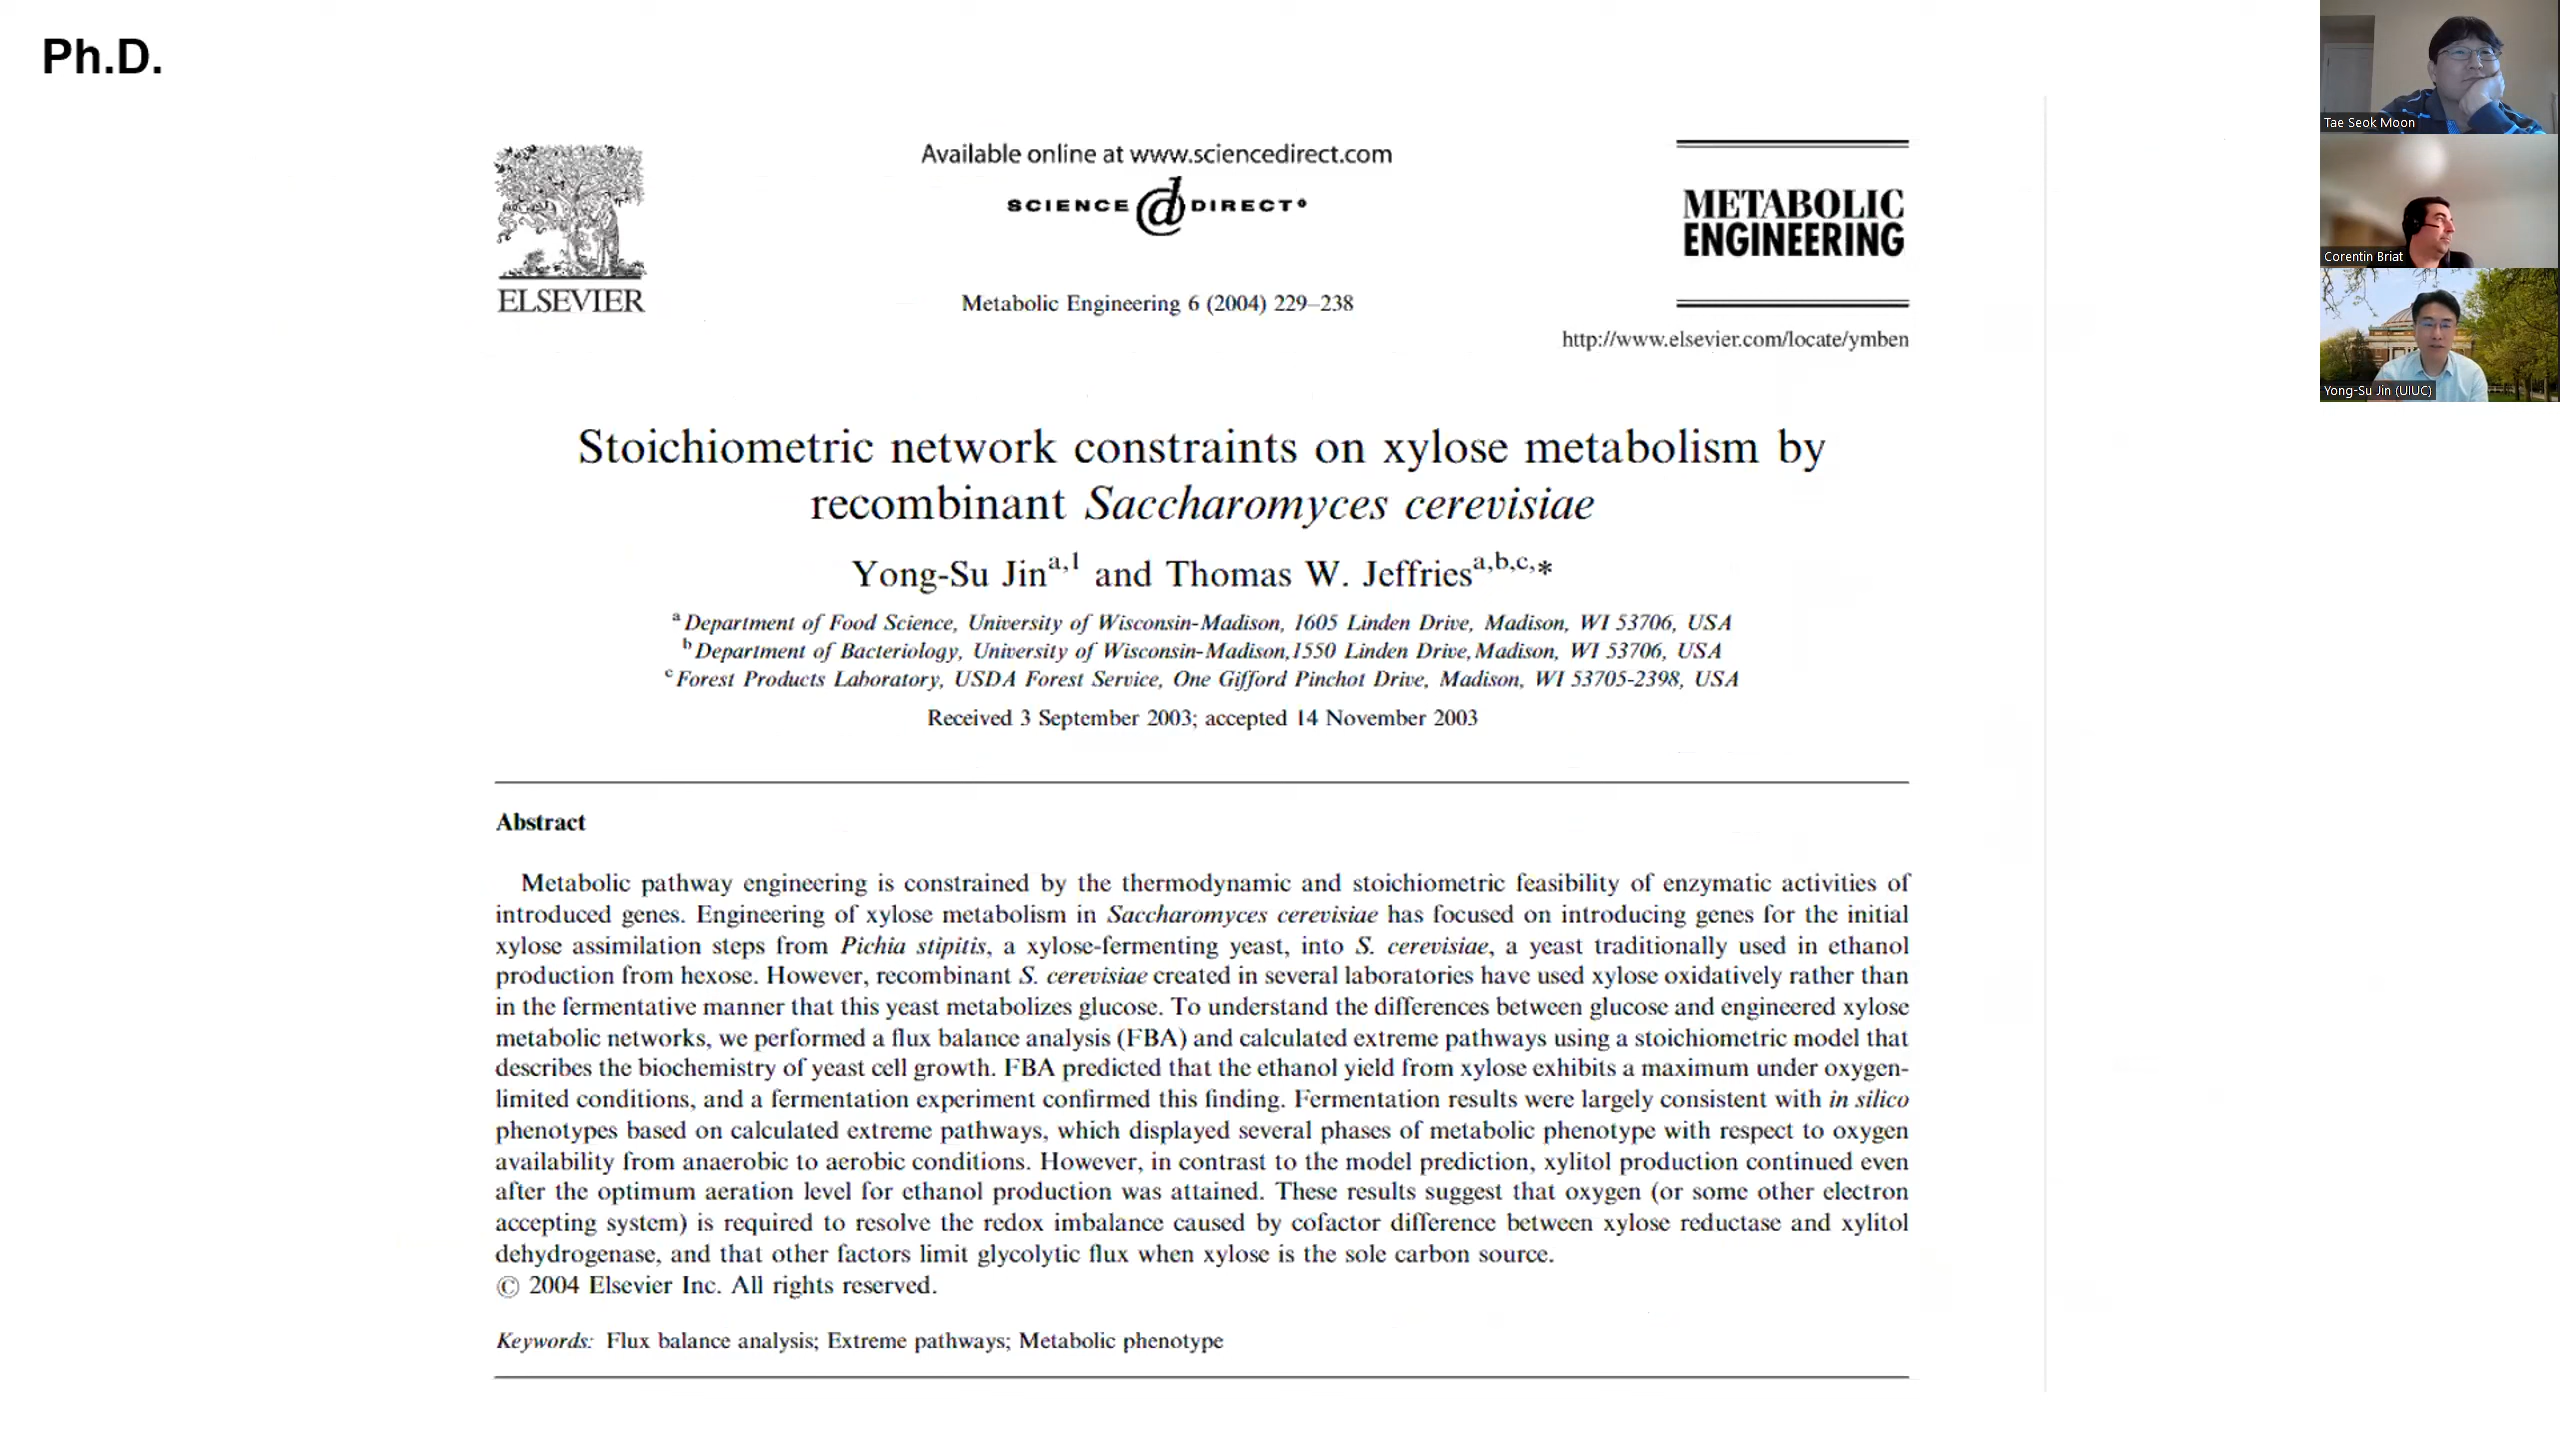 Ph.D.
Available online at www.sciencedirect.com
SCIENCE @ DIRECT®
ELSEVIER
METABOLIC
ENGINEERING
Metabolic Engineering 6 (2004) 229–238
http://www.elsevier.com/locate/ymben
Stoichiometric network constraints on xylose metabolism by
recombinant Saccharomyces cerevisiae
Yong-Su Jin a,1 and Thomas W. Jeffries a,b,c,*
a Department of Food Science, University of Wisconsin-Madison, 1605 Linden Drive, Madison, WI 53706, USA
b Department of Bacteriology, University of Wisconsin-Madison,1550 Linden Drive, Madison, WI 53706, USA
c Forest Products Laboratory, USDA Forest Service, One Gifford Pinchot Drive, Madison, WI 53705-2398, USA
Received 3 September 2003; accepted 14 November 2003
Abstract
Metabolic pathway engineering is constrained by the thermodynamic and stoichiometric feasibility of enzymatic activities of
introduced genes. Engineering of xylose metabolism in Saccharomyces cerevisiae has focused on introducing genes for the initial
xylose assimilation steps from Pichia stipitis, a xylose-fermenting yeast, into S. cerevisiae, a yeast traditionally used in ethanol
production from hexose. However, recombinant S. cerevisiae created in several laboratories have used xylose oxidatively rather than
in the fermentative manner that this yeast metabolizes glucose. To understand the differences between glucose and engineered xylose
metabolic networks, we performed a flux balance analysis (FBA) and calculated extreme pathways using a stoichiometric model that
describes the biochemistry of yeast cell growth. FBA predicted that the ethanol yield from xylose exhibits a maximum under oxygen-
limited conditions, and a fermentation experiment confirmed this finding. Fermentation results were largely consistent with in silico
phenotypes based on calculated extreme pathways, which displayed several phases of metabolic phenotype with respect to oxygen
availability from anaerobic to aerobic conditions. However, in contrast to the model prediction, xylitol production continued even
after the optimum aeration level for ethanol production was attained. These results suggest that oxygen (or some other electron
accepting system) is required to resolve the redox imbalance caused by cofactor difference between xylose reductase and xylitol
dehydrogenase, and that other factors limit glycolytic flux when xylose is the sole carbon source.
© 2004 Elsevier Inc. All rights reserved.
Keywords: Flux balance analysis; Extreme pathways; Metabolic phenotype
Tae Seok Moon
Corentin Briat
Yong-Su Jin (UIUC)